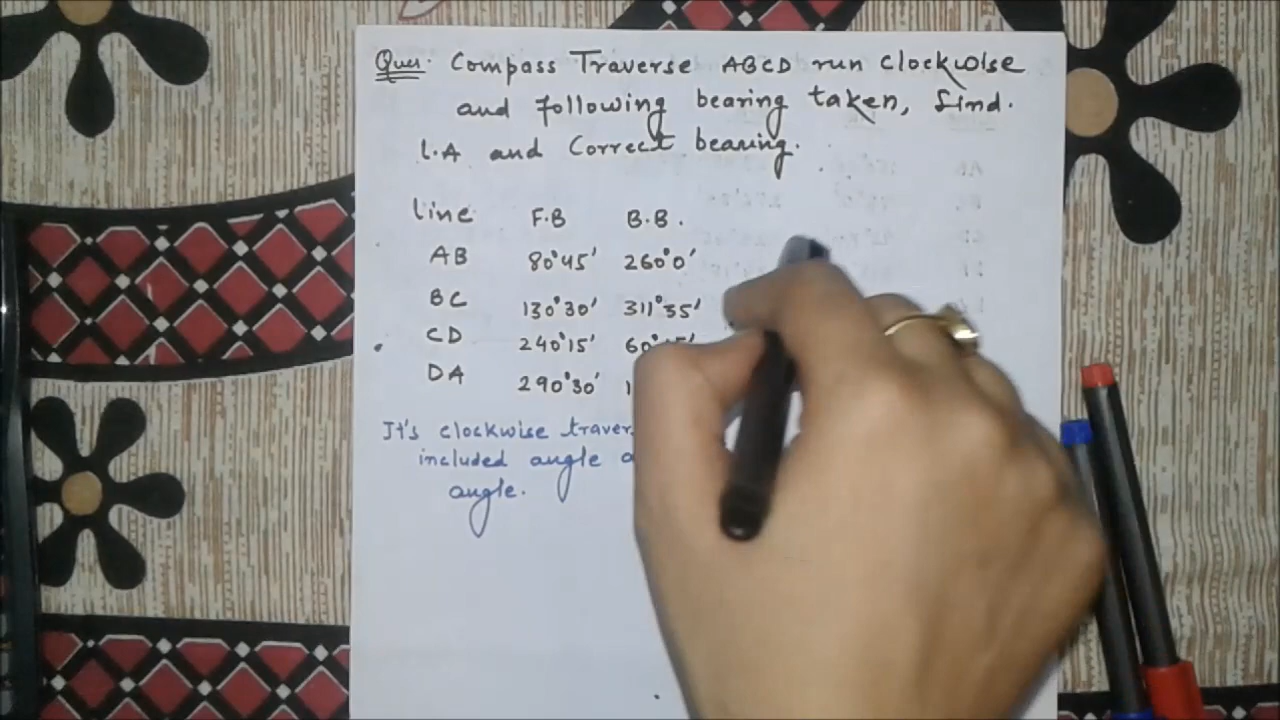 Ques. Compass Traverse ABCD run clockwise
and following bearing taken, find.
I.A and Correct bearing.
line F.B B.B.
AB 80°45' 260°0'
BC 130°30' 311°35'
CD 240°15'
DA 290°30'
It's clockwise
included angle
angle.